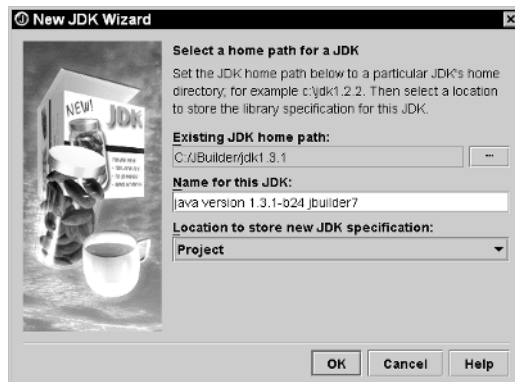 New JDK Wizard
Select a home path for a JDK
Set the JDK home path below to a particular JDK's home
directory; for example c:\jdk1.2.2. Then select a location
to store the library specification for this JDK.
Existing JDK home path:
C:/JBuilder/jdk1.3.1
...
Name for this JDK:
java version 1.3.1-b24 jbuilder7
Location to store new JDK specification:
Project
NEW!
JDK
OK
Cancel
Help